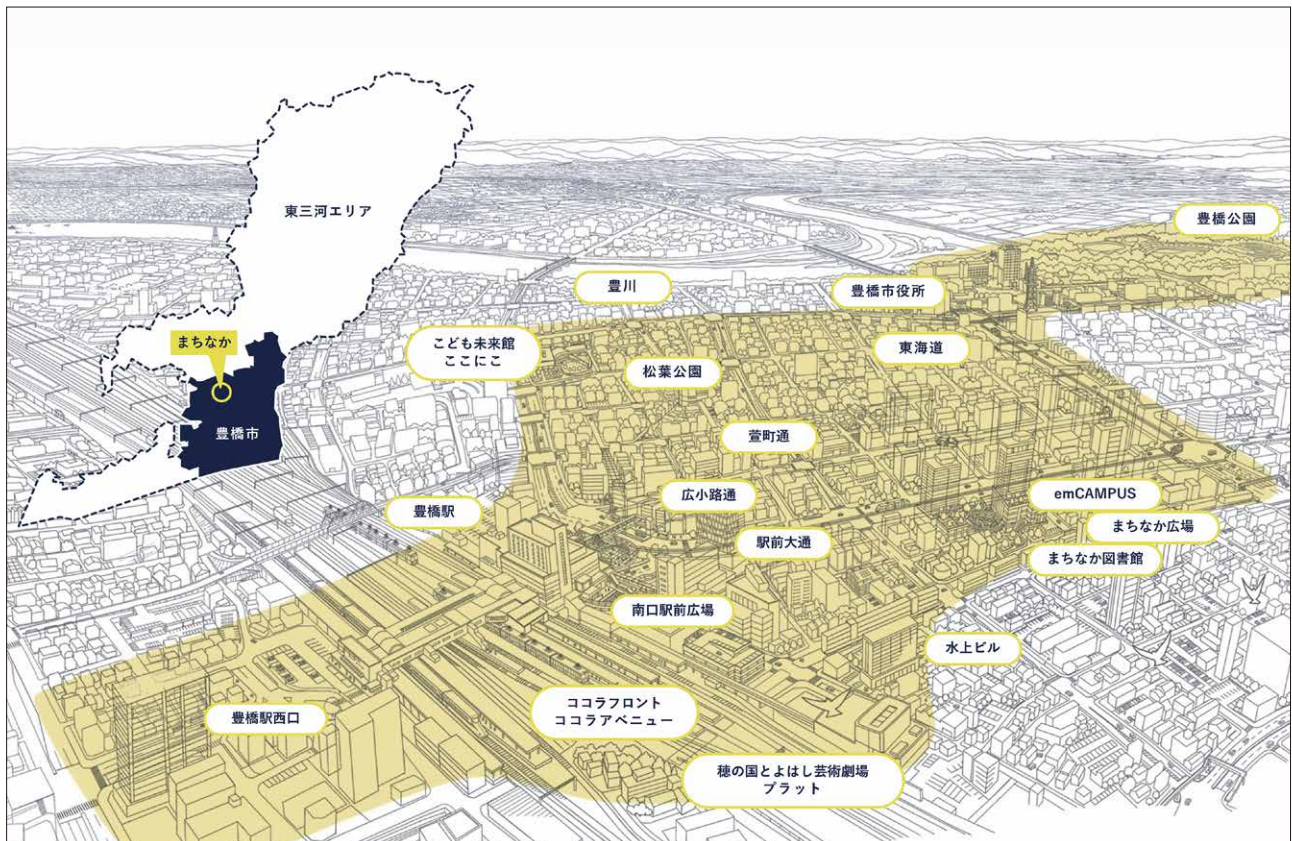 東三河エリア
まちなか
豊橋市
豊橋公園
豊川
豊橋市役所
こども未来館
ここにこ
松葉公園
東海道
萱町通
豊橋駅
広小路通
emCAMPUS
まちなか広場
駅前大通
まちなか図書館
南口駅前広場
水上ビル
豊橋駅西口
ココラフロント
ココラアベニュー
穂の国とよはし芸術劇場
プラット